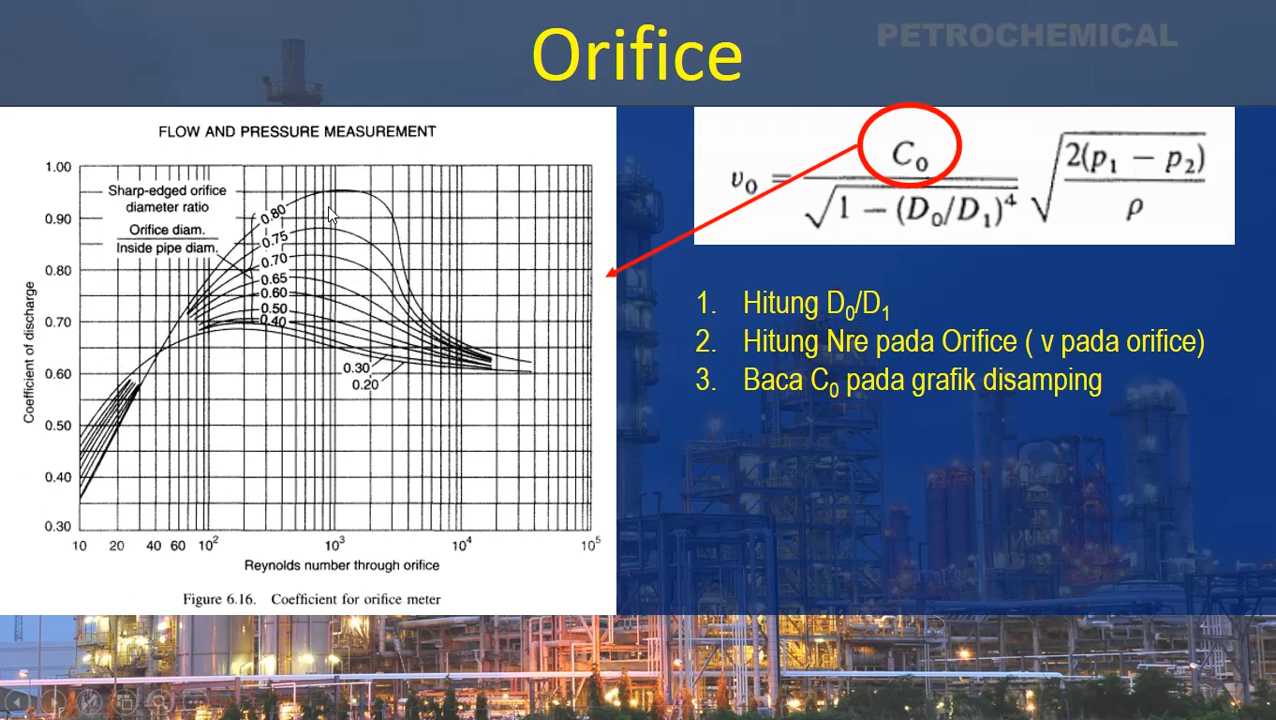 PETROCHEMICAL
Orifice
FLOW AND PRESSURE MEASUREMENT
Sharp-edged orifice
diameter ratio
Orifice diam.
Inside pipe diam.
Coefficient of discharge
1.00
0.90
0.80
0.70
0.60
0.50
0.40
0.30
0.80
0.75
0.70
0.65
0.60
0.50
0.40
0.30
0.20
10 20 40 60 10² 10³ 10⁴ 10⁵
Reynolds number through orifice
Figure 6.16. Coefficient for orifice meter
v₀ = C₀ / √(1 − (D₀/D₁)⁴) √(2(p₁ − p₂) / ρ)
1. Hitung D₀/D₁
2. Hitung Nre pada Orifice ( v pada orifice)
3. Baca C₀ pada grafik disamping